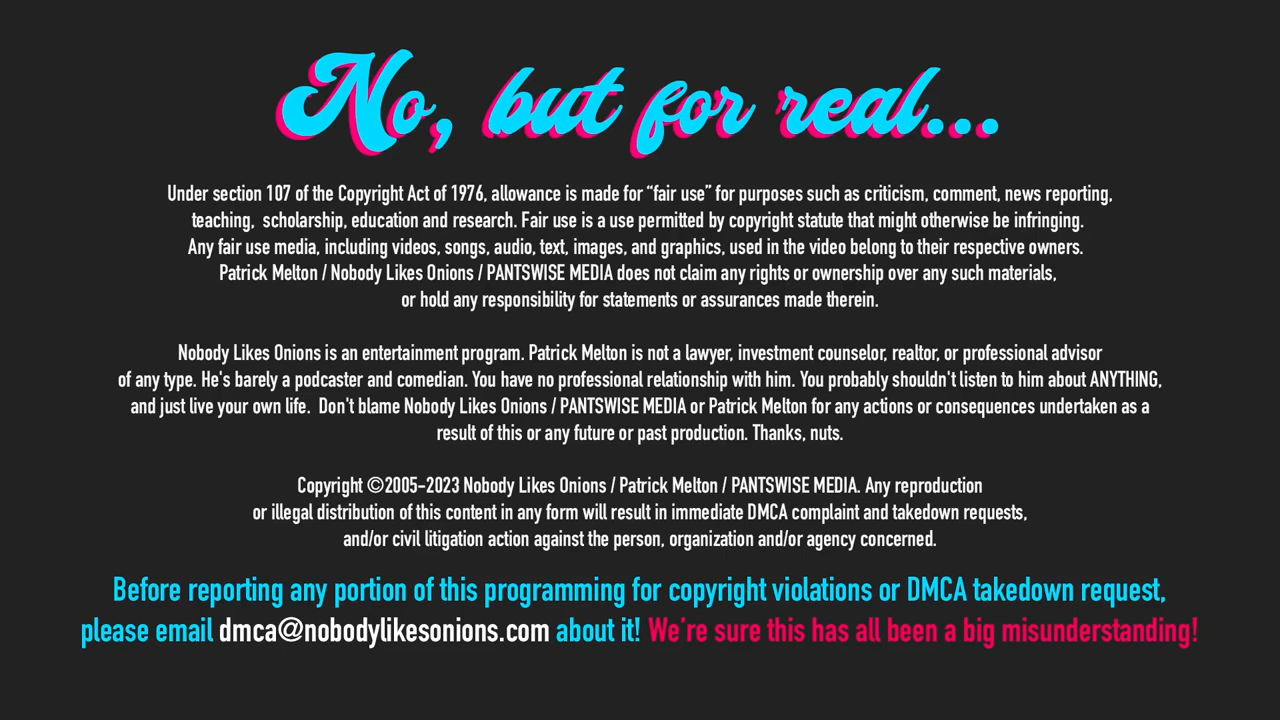 No, but for real...
Under section 107 of the Copyright Act of 1976, allowance is made for “fair use” for purposes such as criticism, comment, news reporting,
teaching,  scholarship, education and research. Fair use is a use permitted by copyright statute that might otherwise be infringing.
Any fair use media, including videos, songs, audio, text, images, and graphics, used in the video belong to their respective owners.
Patrick Melton / Nobody Likes Onions / PANTSWISE MEDIA does not claim any rights or ownership over any such materials,
or hold any responsibility for statements or assurances made therein.
Nobody Likes Onions is an entertainment program. Patrick Melton is not a lawyer, investment counselor, realtor, or professional advisor
of any type. He's barely a podcaster and comedian. You have no professional relationship with him. You probably shouldn't listen to him about ANYTHING,
and just live your own life.  Don't blame Nobody Likes Onions / PANTSWISE MEDIA or Patrick Melton for any actions or consequences undertaken as a
result of this or any future or past production. Thanks, nuts.
Copyright ©2005-2023 Nobody Likes Onions / Patrick Melton / PANTSWISE MEDIA. Any reproduction
or illegal distribution of this content in any form will result in immediate DMCA complaint and takedown requests,
and/or civil litigation action against the person, organization and/or agency concerned.
Before reporting any portion of this programming for copyright violations or DMCA takedown request,
please email dmca@nobodylikesonions.com about it! We're sure this has all been a big misunderstanding!